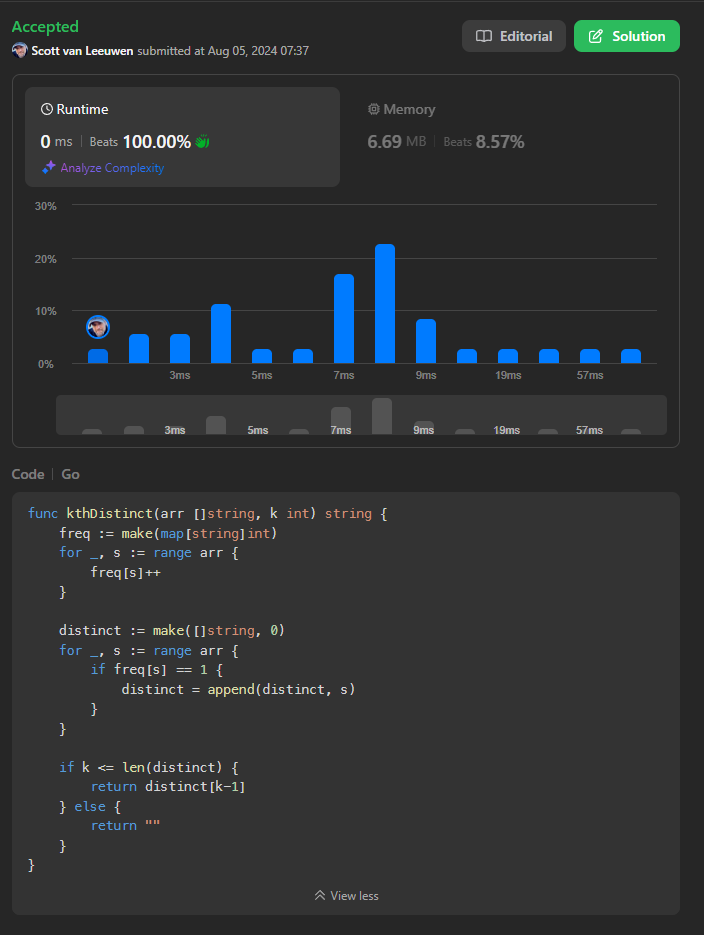 Accepted
Scott van Leeuwen submitted at Aug 05, 2024 07:37
Editorial
Solution
Runtime
0 ms | Beats 100.00%
Analyze Complexity
Memory
6.69 MB | Beats 8.57%
30%
20%
10%
0%
3ms 5ms 7ms 9ms 19ms 57ms
3ms 5ms 7ms 9ms 19ms 57ms
Code | Go
func kthDistinct(arr []string, k int) string {
    freq := make(map[string]int)
    for _, s := range arr {
        freq[s]++
    }

    distinct := make([]string, 0)
    for _, s := range arr {
        if freq[s] == 1 {
            distinct = append(distinct, s)
        }
    }

    if k <= len(distinct) {
        return distinct[k-1]
    } else {
        return ""
    }
}
View less